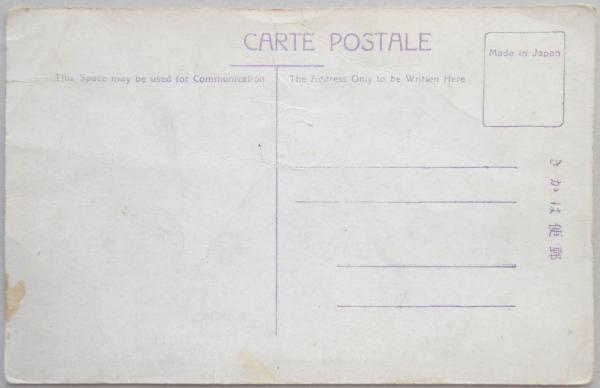 CARTE POSTALE
Made in Japan
This Space may be used for Communication
The Address Only to be Written Here
きかは便郵